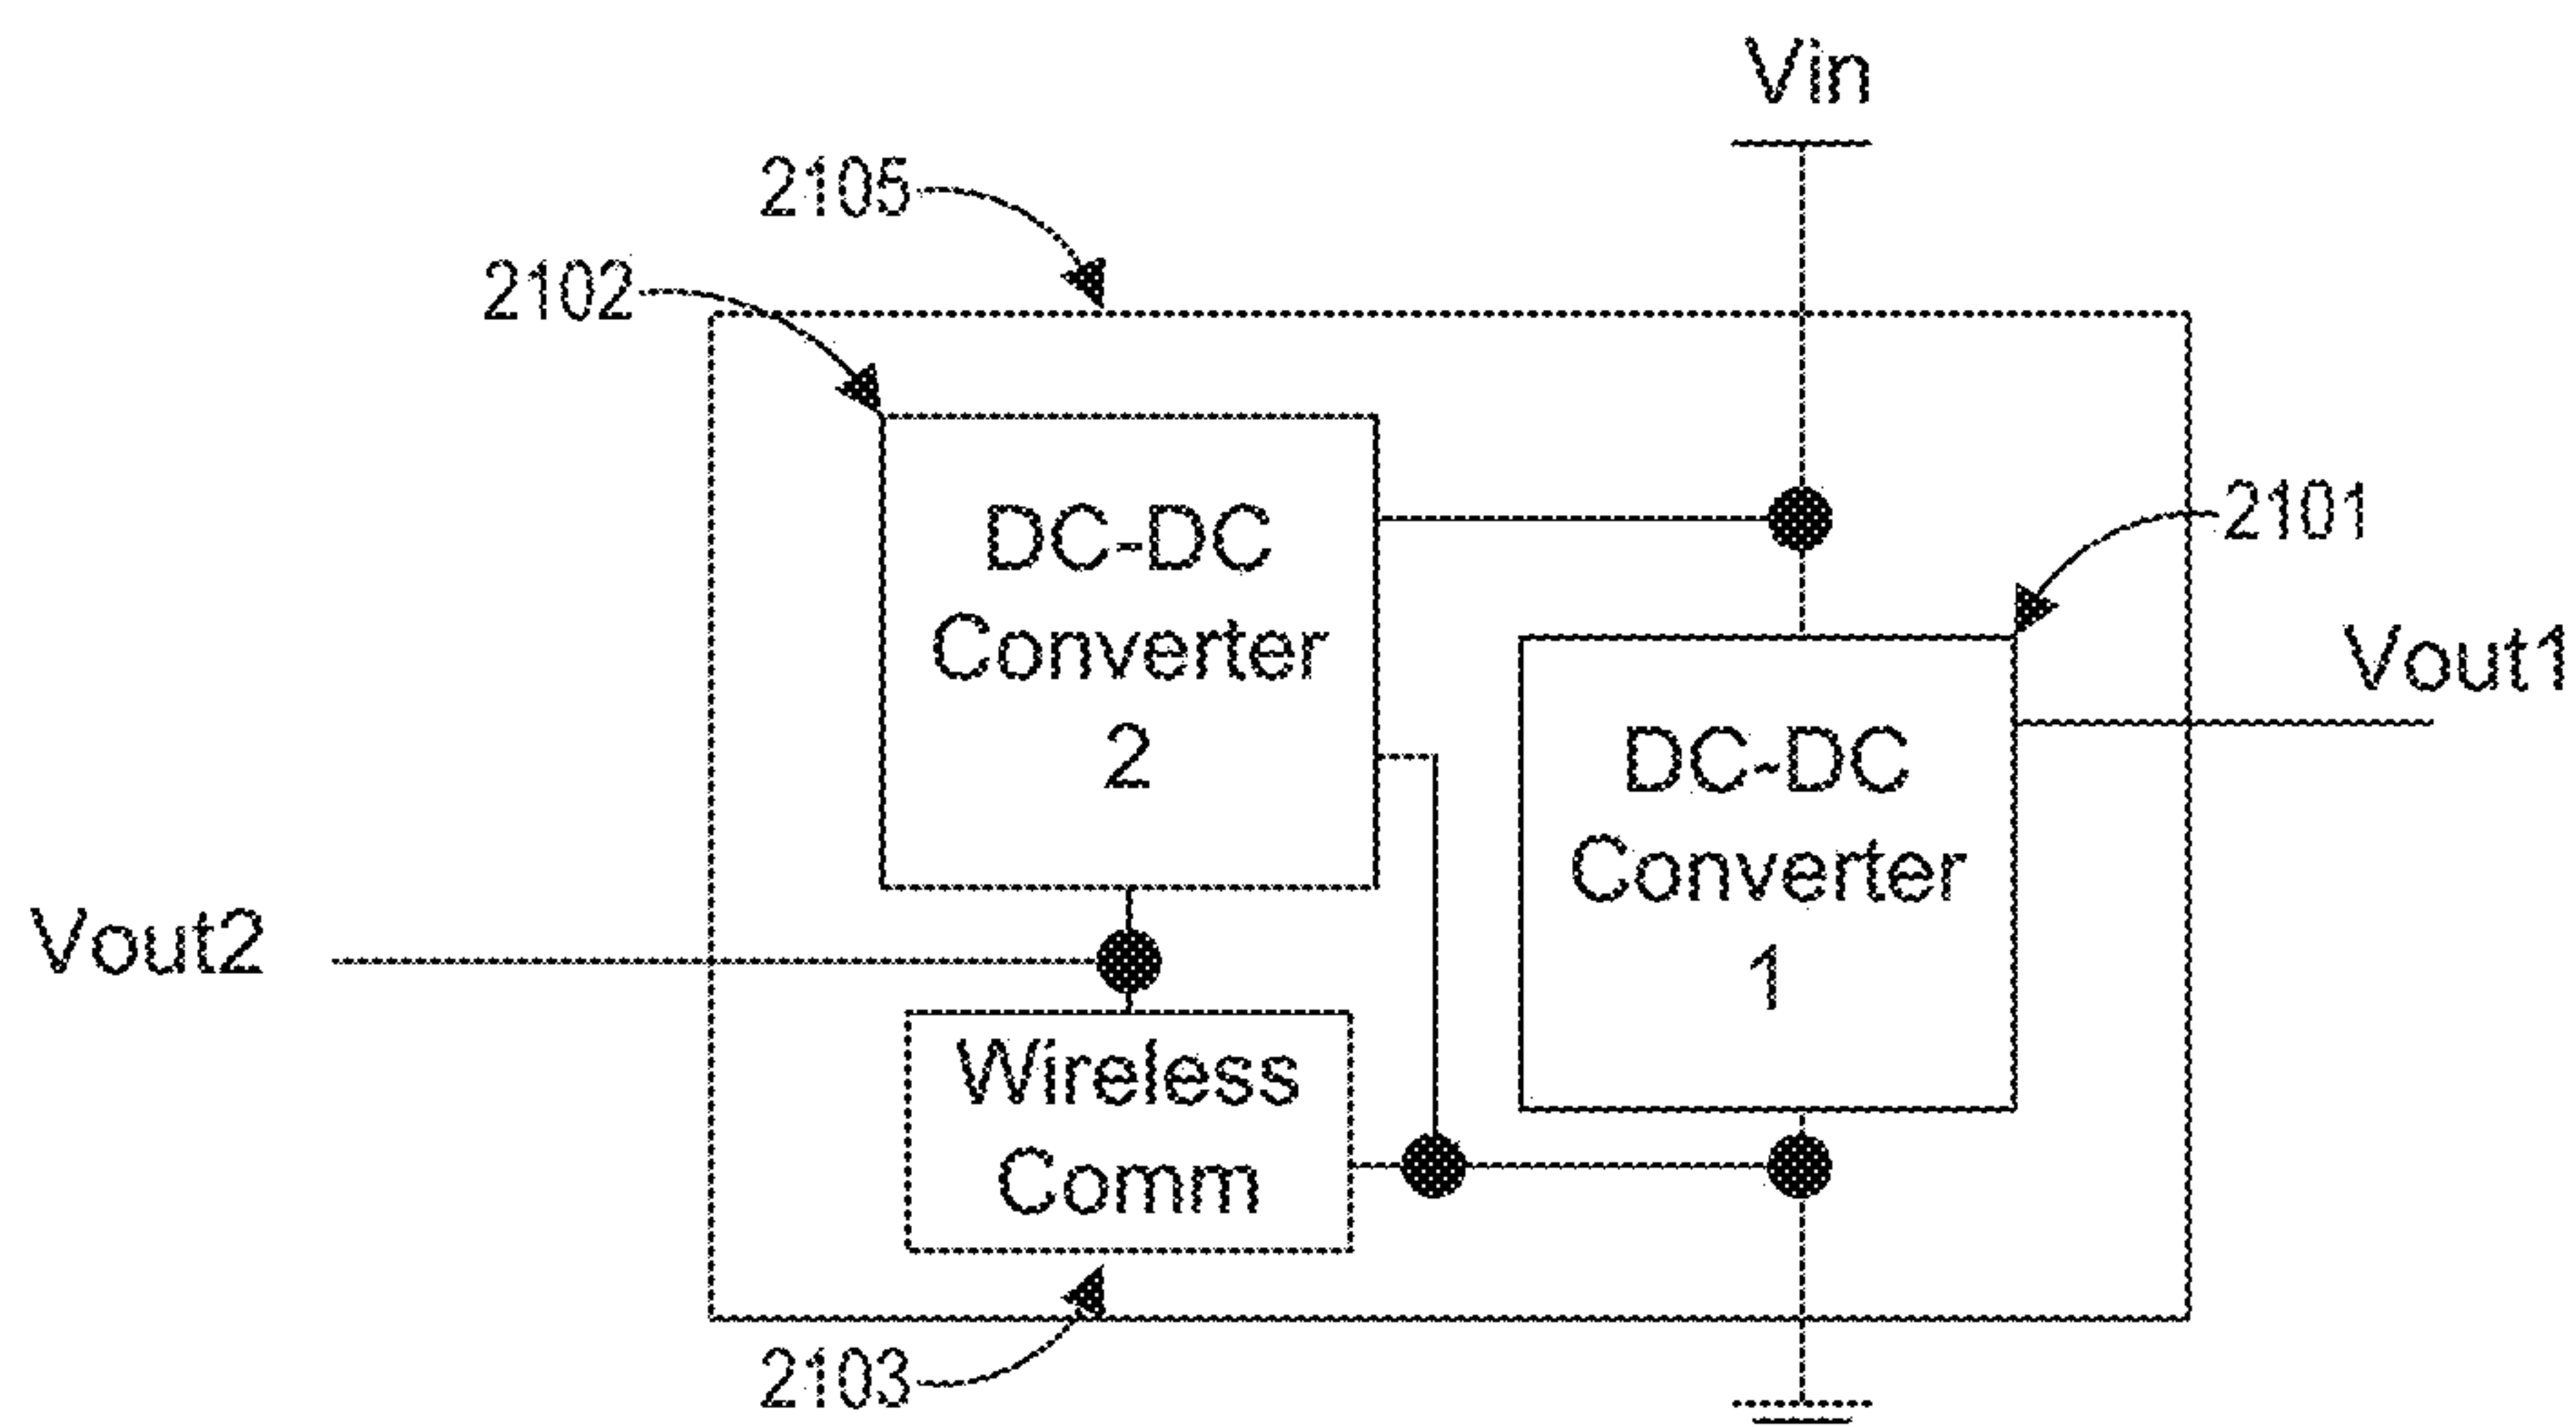 Vin
2105
2102
DC-DC
Converter
2
2101
Vout1
DC-DC
Converter
1
Vout2
Wireless
Comm
2103